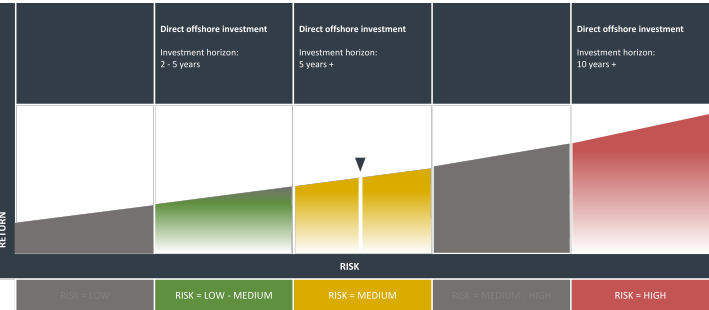 Direct offshore investment
Investment horizon:
2 - 5 years
Direct offshore investment
Investment horizon:
5 years +
Direct offshore investment
Investment horizon:
10 years +
RETURN
RISK
RISK = LOW
RISK = LOW - MEDIUM
RISK = MEDIUM
RISK = MEDIUM - HIGH
RISK = HIGH